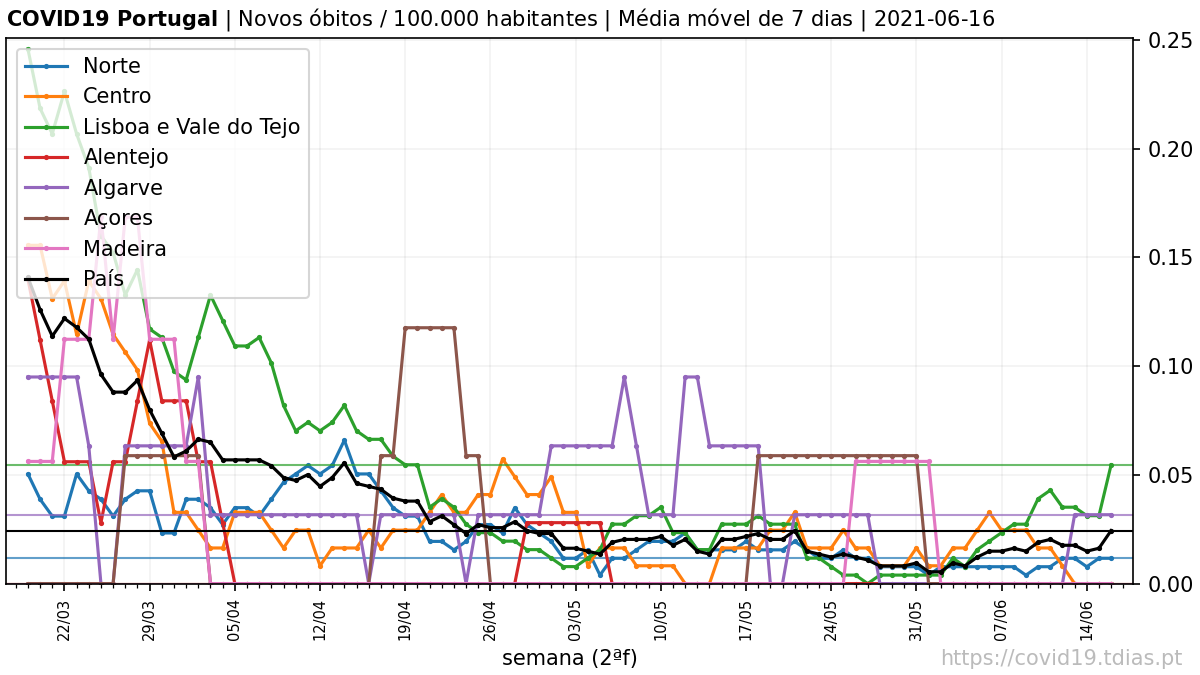 COVID19 Portugal | Novos óbitos / 100.000 habitantes | Média móvel de 7 dias | 2021-06-16
Norte
Centro
Lisboa e Vale do Tejo
Alentejo
Algarve
Açores
Madeira
País
0.25
0.20
0.15
0.10
0.05
0.00
22/03
29/03
05/04
12/04
19/04
26/04
03/05
10/05
17/05
24/05
31/05
07/06
14/06
semana (2ªf)
https://covid19.tdias.pt